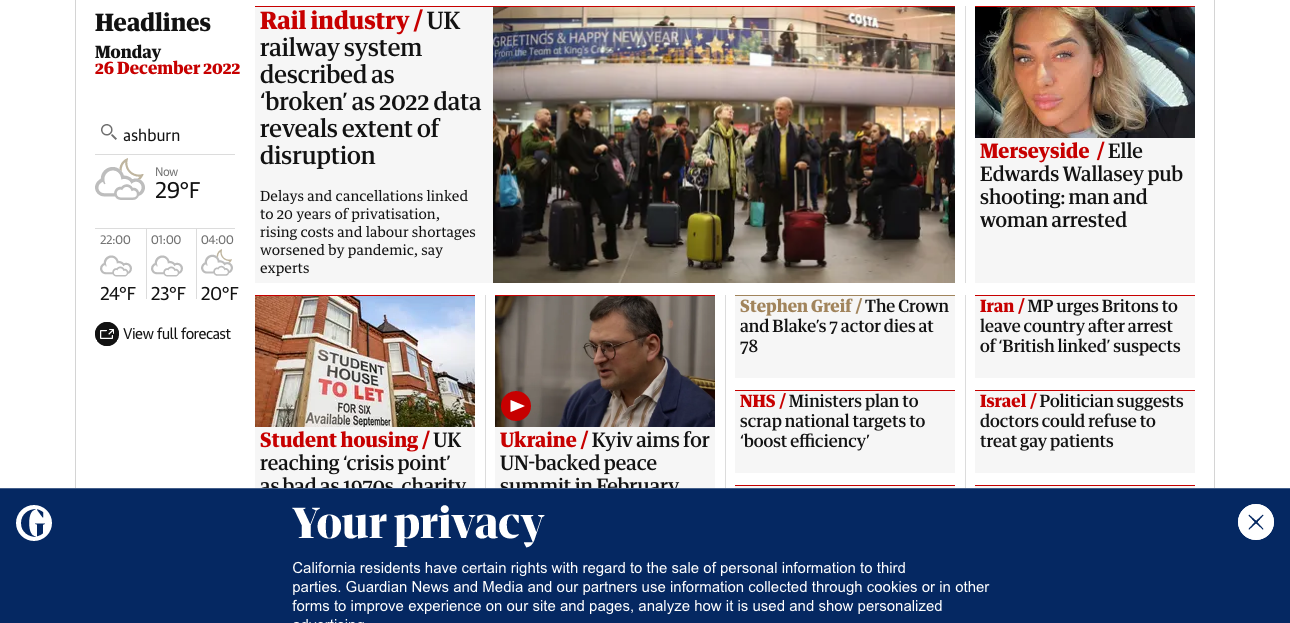 Headlines
Monday
26 December 2022
ashburn
Now
29°F
22:00
24°F
01:00
23°F
04:00
20°F
View full forecast
Rail industry / UK
railway system
described as
‘broken’ as 2022 data
reveals extent of
disruption
Delays and cancellations linked
to 20 years of privatisation,
rising costs and labour shortages
worsened by pandemic, say
experts
COSTA
GREETINGS & HAPPY NEW YEAR
From the Team at King's Cross
Merseyside / Elle
Edwards Wallasey pub
shooting: man and
woman arrested
STUDENT
HOUSE
TO LET
FOR SIX
Available September
Student housing / UK
reaching ‘crisis point’
as bad as 1970s, charity
Ukraine / Kyiv aims for
UN-backed peace
summit in February
Stephen Greif / The Crown
and Blake’s 7 actor dies at
78
NHS / Ministers plan to
scrap national targets to
‘boost efficiency’
Iran / MP urges Britons to
leave country after arrest
of ‘British linked’ suspects
Israel / Politician suggests
doctors could refuse to
treat gay patients
Your privacy
California residents have certain rights with regard to the sale of personal information to third
parties. Guardian News and Media and our partners use information collected through cookies or in other
forms to improve experience on our site and pages, analyze how it is used and show personalized
advertising.